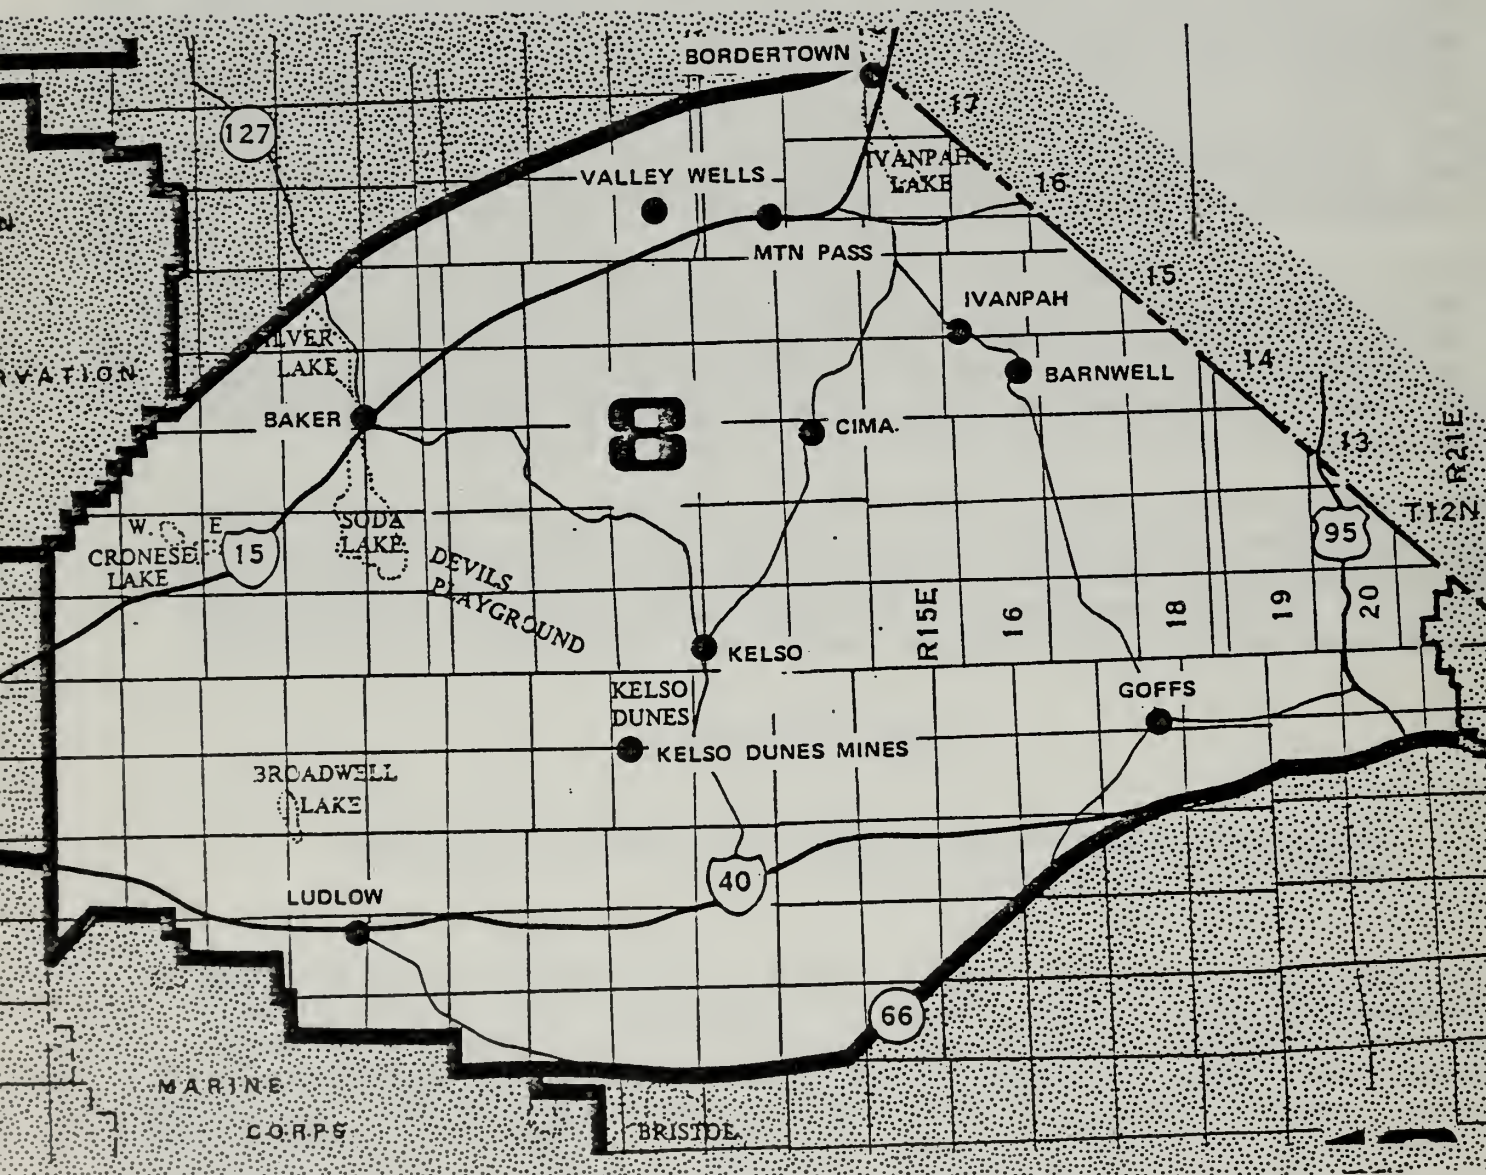 BORDERTOWN
17
127
IVANPAH
LAKE
VALLEY WELLS
16
N
MTN PASS
15
IVANPAH
ILVER
LAKE
14
RVATION
BARNWELL
BAKER
8
CIMA.
13
R21E
T12N
W.
E
SODA
LAKE
95
CRONESE
LAKE
15
DEVILS
PLAYGROUND
R15E
16
18
19
20
KELSO
KELSO
DUNES
GOFFS
KELSO DUNES MINES
BROADWELL
LAKE
40
LUDLOW
66
MARINE
CORPS
BRISTOL